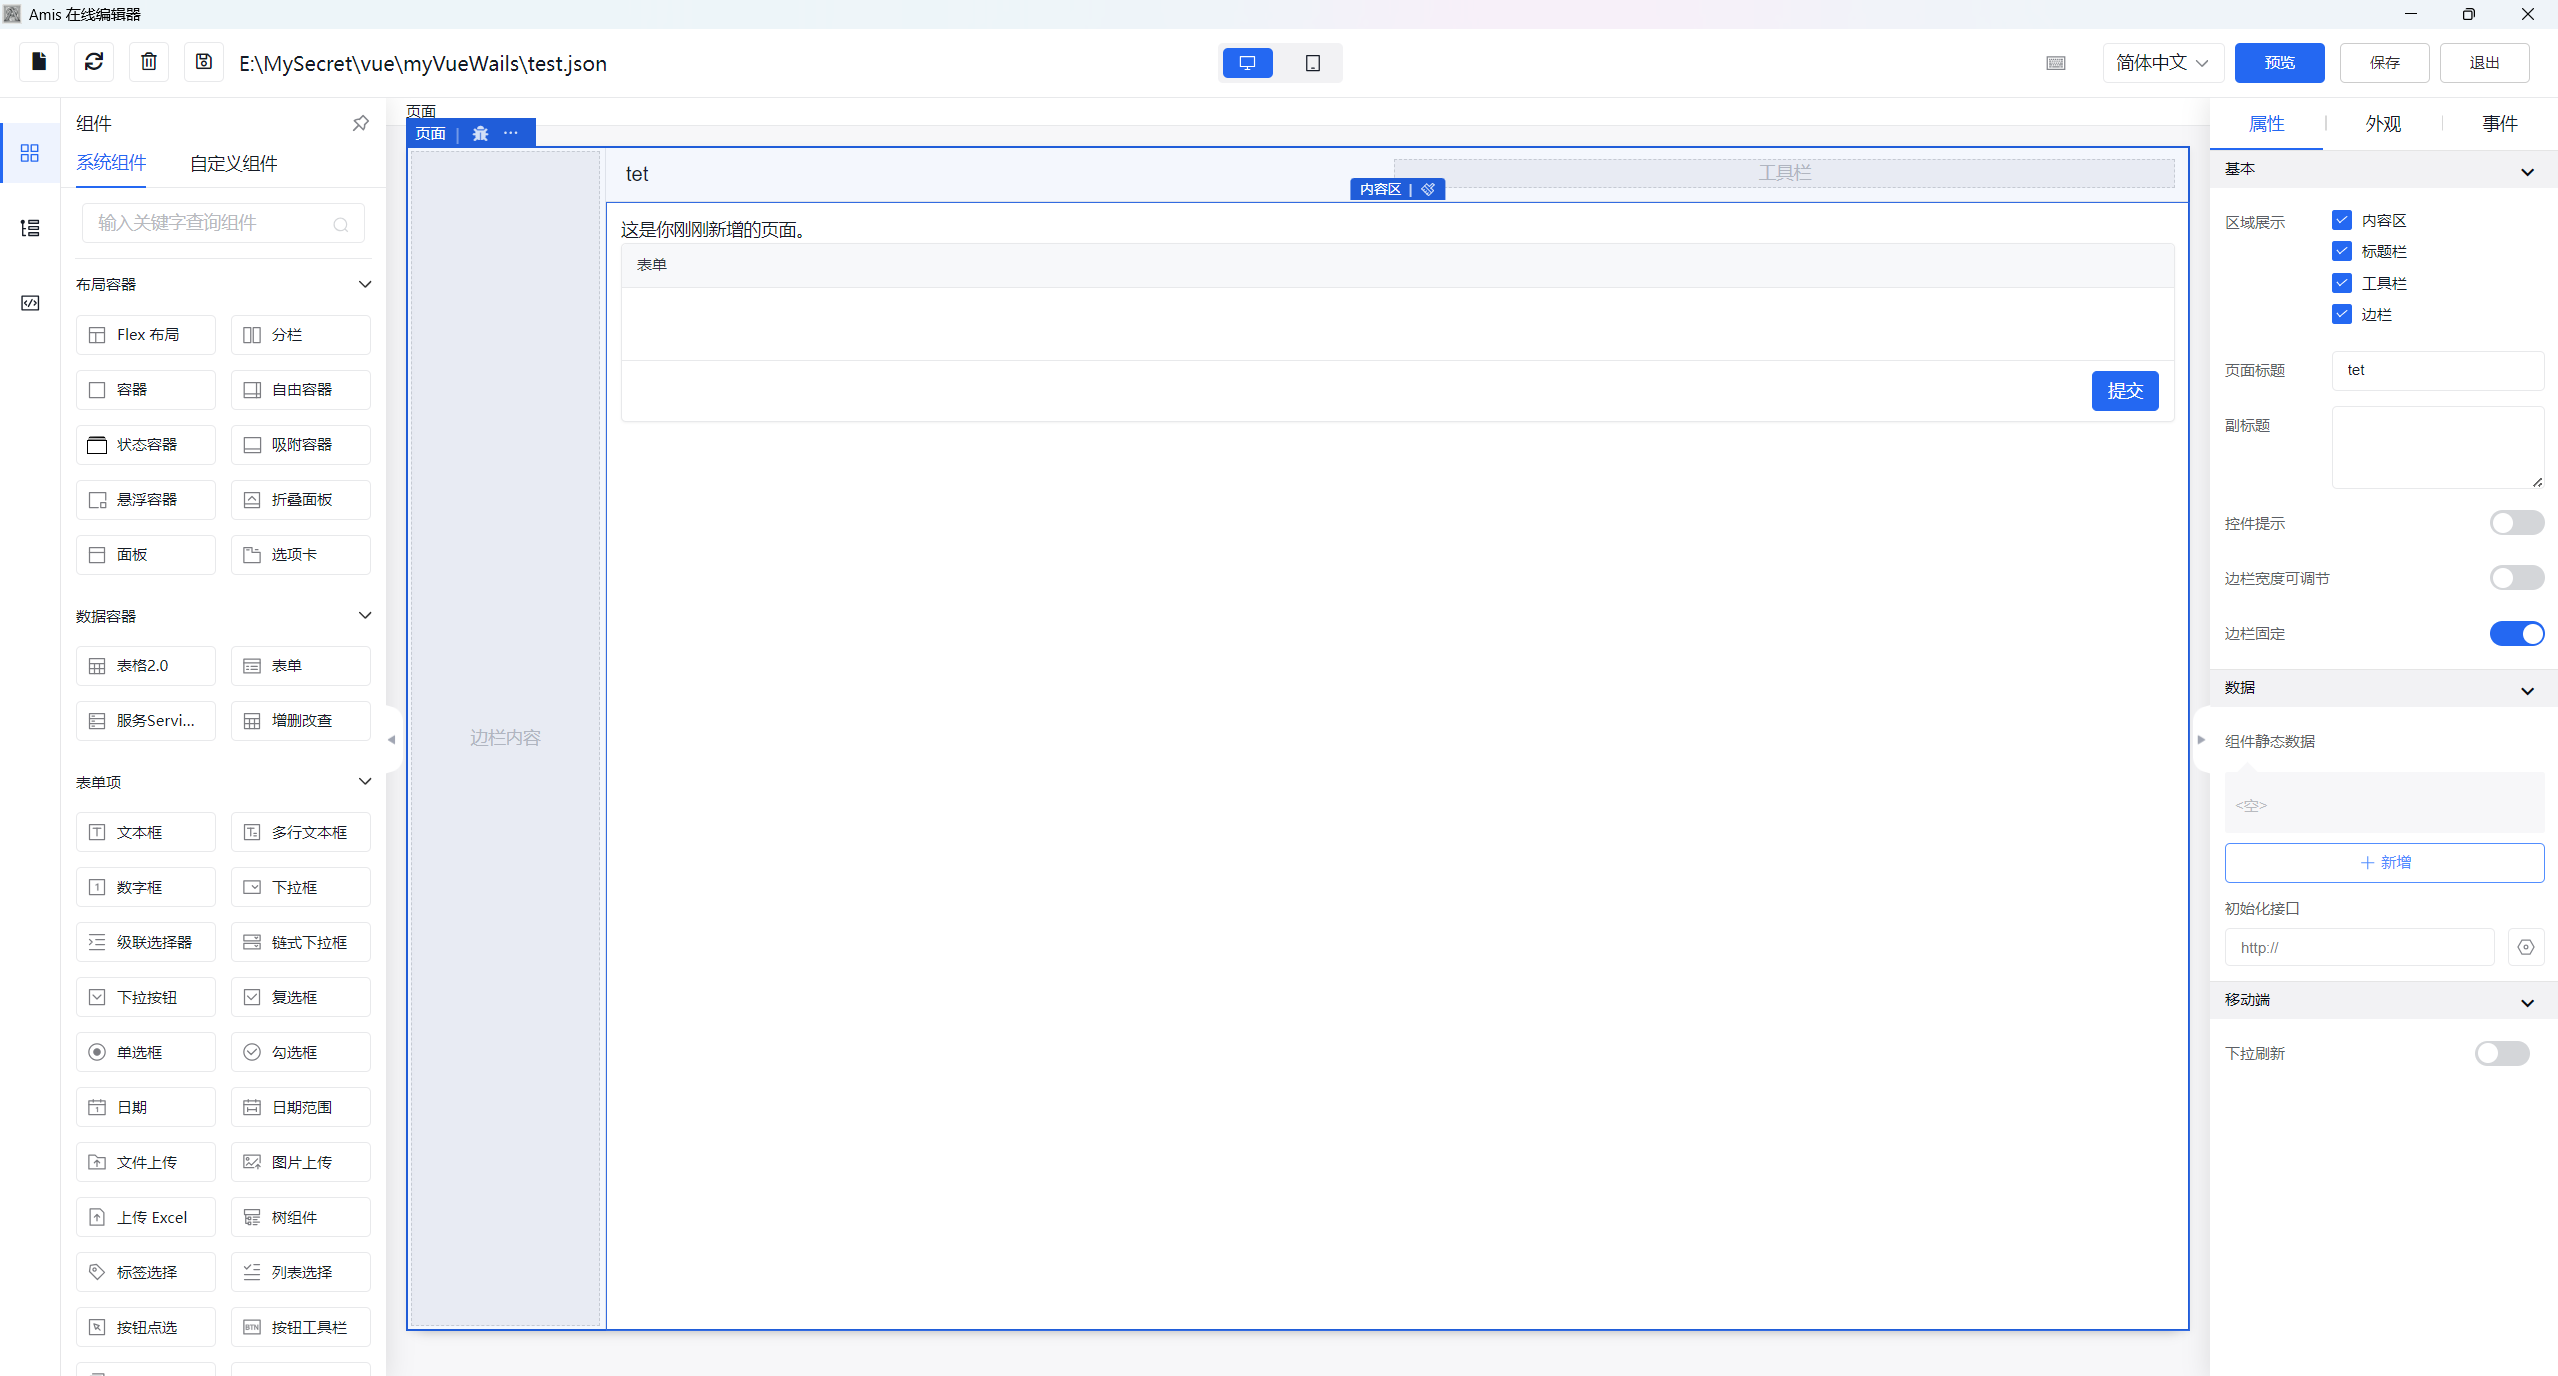 Amis 在线编辑器
E:\MySecret\vue\myVueWails\test.json
简体中文
预览
保存
退出
组件
系统组件
自定义组件
输入关键字查询组件
布局容器
Flex 布局
分栏
容器
自由容器
状态容器
吸附容器
悬浮容器
折叠面板
面板
选项卡
数据容器
表格2.0
表单
服务Servi...
增删改查
表单项
文本框
多行文本框
数字框
下拉框
级联选择器
链式下拉框
下拉按钮
复选框
单选框
勾选框
日期
日期范围
文件上传
图片上传
上传 Excel
树组件
标签选择
列表选择
按钮点选
按钮工具栏
页面
页面
tet
工具栏
内容区
这是你刚刚新增的页面。
表单
提交
边栏内容
属性
外观
事件
基本
区域展示
内容区
标题栏
工具栏
边栏
页面标题
tet
副标题
控件提示
边栏宽度可调节
边栏固定
数据
组件静态数据
<空>
新增
初始化接口
http://
移动端
下拉刷新